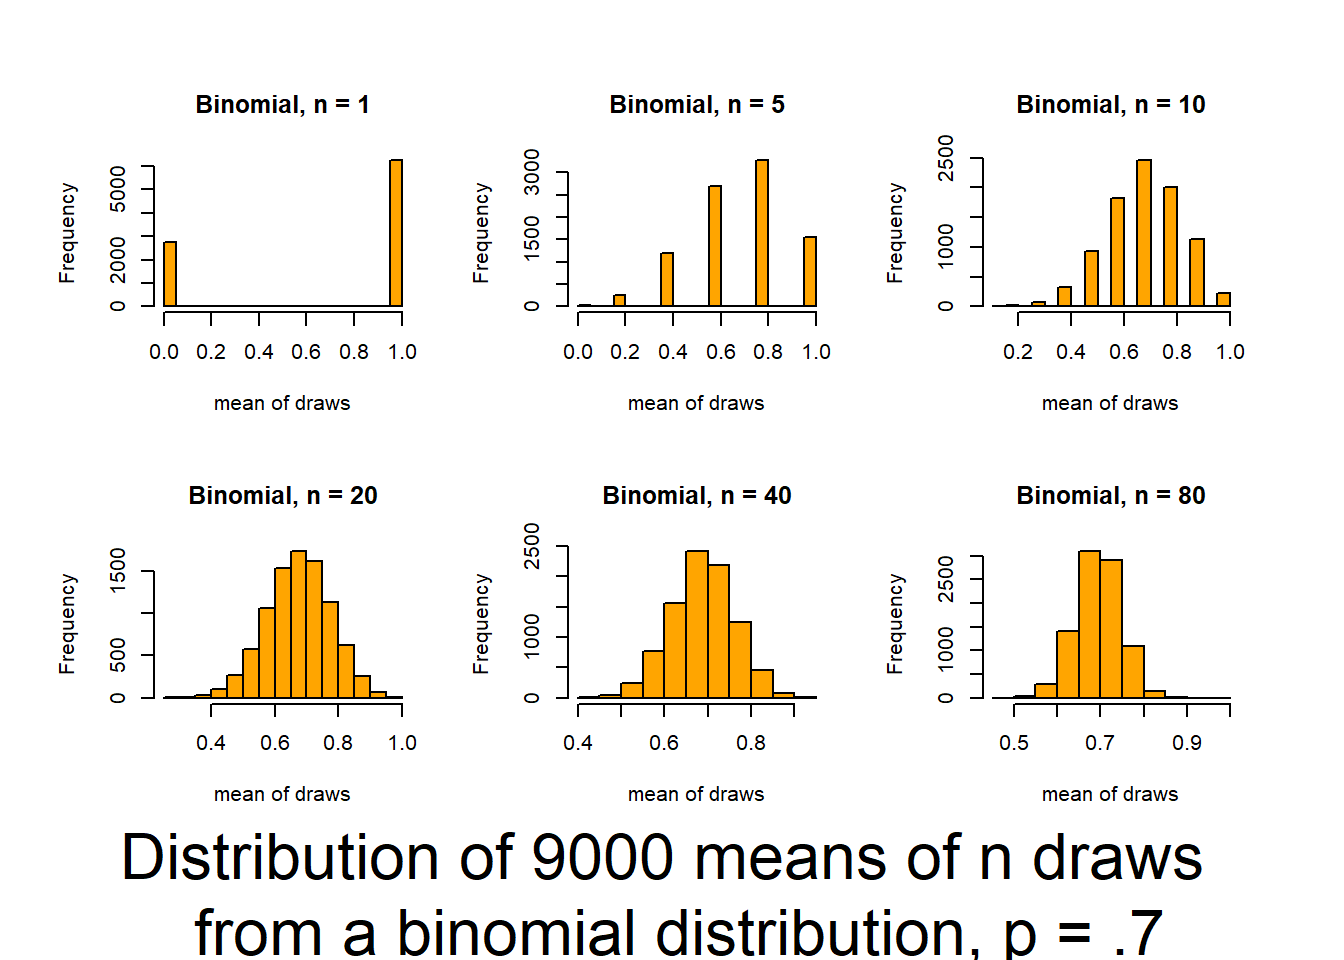 Binomial, n = 1
Frequency
0 2000 5000
0.0 0.2 0.4 0.6 0.8 1.0
mean of draws
Binomial, n = 5
Frequency
0 1500 3000
0.0 0.2 0.4 0.6 0.8 1.0
mean of draws
Binomial, n = 10
Frequency
0 1000 2500
0.2 0.4 0.6 0.8 1.0
mean of draws
Binomial, n = 20
Frequency
0 500 1500
0.4 0.6 0.8 1.0
mean of draws
Binomial, n = 40
Frequency
0 1000 2500
0.4 0.6 0.8
mean of draws
Binomial, n = 80
Frequency
0 1000 2500
0.5 0.7 0.9
mean of draws
Distribution of 9000 means of n draws
from a binomial distribution, p = .7